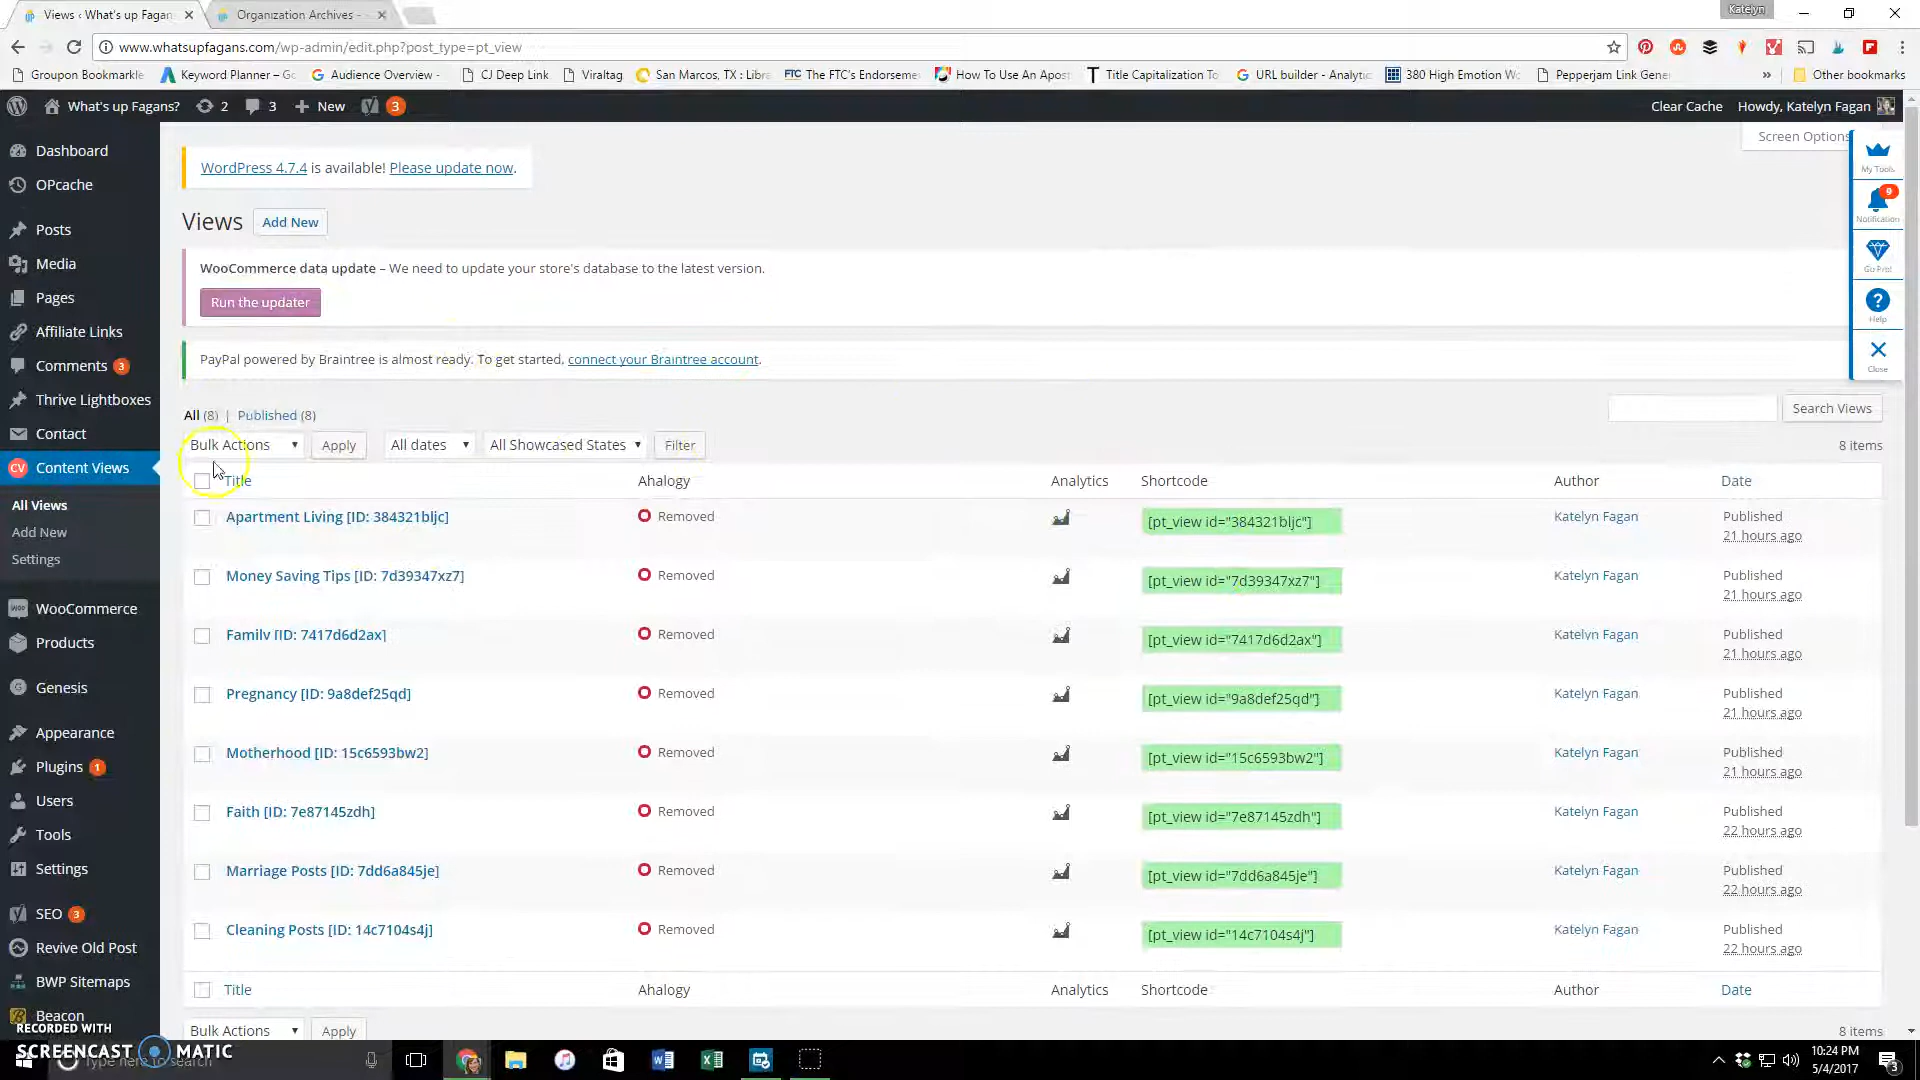 Views ‹ What's up Fagans
Organization Archives -
Katelyn
www.whatsupfagans.com/wp-admin/edit.php?post_type=pt_view
Groupon Bookmarkle
Keyword Planner – Go
Audience Overview -
CJ Deep Link
Viraltag
San Marcos, TX : Libra
FTC The FTC's Endorseme
How To Use An Apost
Title Capitalization To
URL builder - Analytic
380 High Emotion Wo
Pepperjam Link Gene
» Other bookmarks
What's up Fagans? 2 3 + New 3
Clear Cache Howdy, Katelyn Fagan
Screen Options
Dashboard
OPcache
Posts
Media
Pages
Affiliate Links
Comments 3
Thrive Lightboxes
Contact
CV Content Views
All Views
Add New
Settings
WooCommerce
Products
Genesis
Appearance
Plugins 1
Users
Tools
Settings
SEO 3
Revive Old Post
BWP Sitemaps
Beacon
WordPress 4.7.4 is available! Please update now.
Views Add New
WooCommerce data update – We need to update your store's database to the latest version.
Run the updater
PayPal powered by Braintree is almost ready. To get started, connect your Braintree account.
My Tools
9
Notification
Go Pro!
Help
Close
All (8) | Published (8)
Search Views
Bulk Actions Apply All dates All Showcased States Filter
8 items
Title Ahalogy Analytics Shortcode Author Date
Apartment Living [ID: 384321bljc] Removed [pt_view id="384321bljc"] Katelyn Fagan Published
21 hours ago
Money Saving Tips [ID: 7d39347xz7] Removed [pt_view id="7d39347xz7"] Katelyn Fagan Published
21 hours ago
Family [ID: 7417d6d2ax] Removed [pt_view id="7417d6d2ax"] Katelyn Fagan Published
21 hours ago
Pregnancy [ID: 9a8def25qd] Removed [pt_view id="9a8def25qd"] Katelyn Fagan Published
21 hours ago
Motherhood [ID: 15c6593bw2] Removed [pt_view id="15c6593bw2"] Katelyn Fagan Published
21 hours ago
Faith [ID: 7e87145zdh] Removed [pt_view id="7e87145zdh"] Katelyn Fagan Published
22 hours ago
Marriage Posts [ID: 7dd6a845je] Removed [pt_view id="7dd6a845je"] Katelyn Fagan Published
22 hours ago
Cleaning Posts [ID: 14c7104s4j] Removed [pt_view id="14c7104s4j"] Katelyn Fagan Published
22 hours ago
Title Ahalogy Analytics Shortcode Author Date
Bulk Actions Apply
8 items
RECORDED WITH
SCREENCAST MATIC
Type here to search
10:24 PM
5/4/2017
3